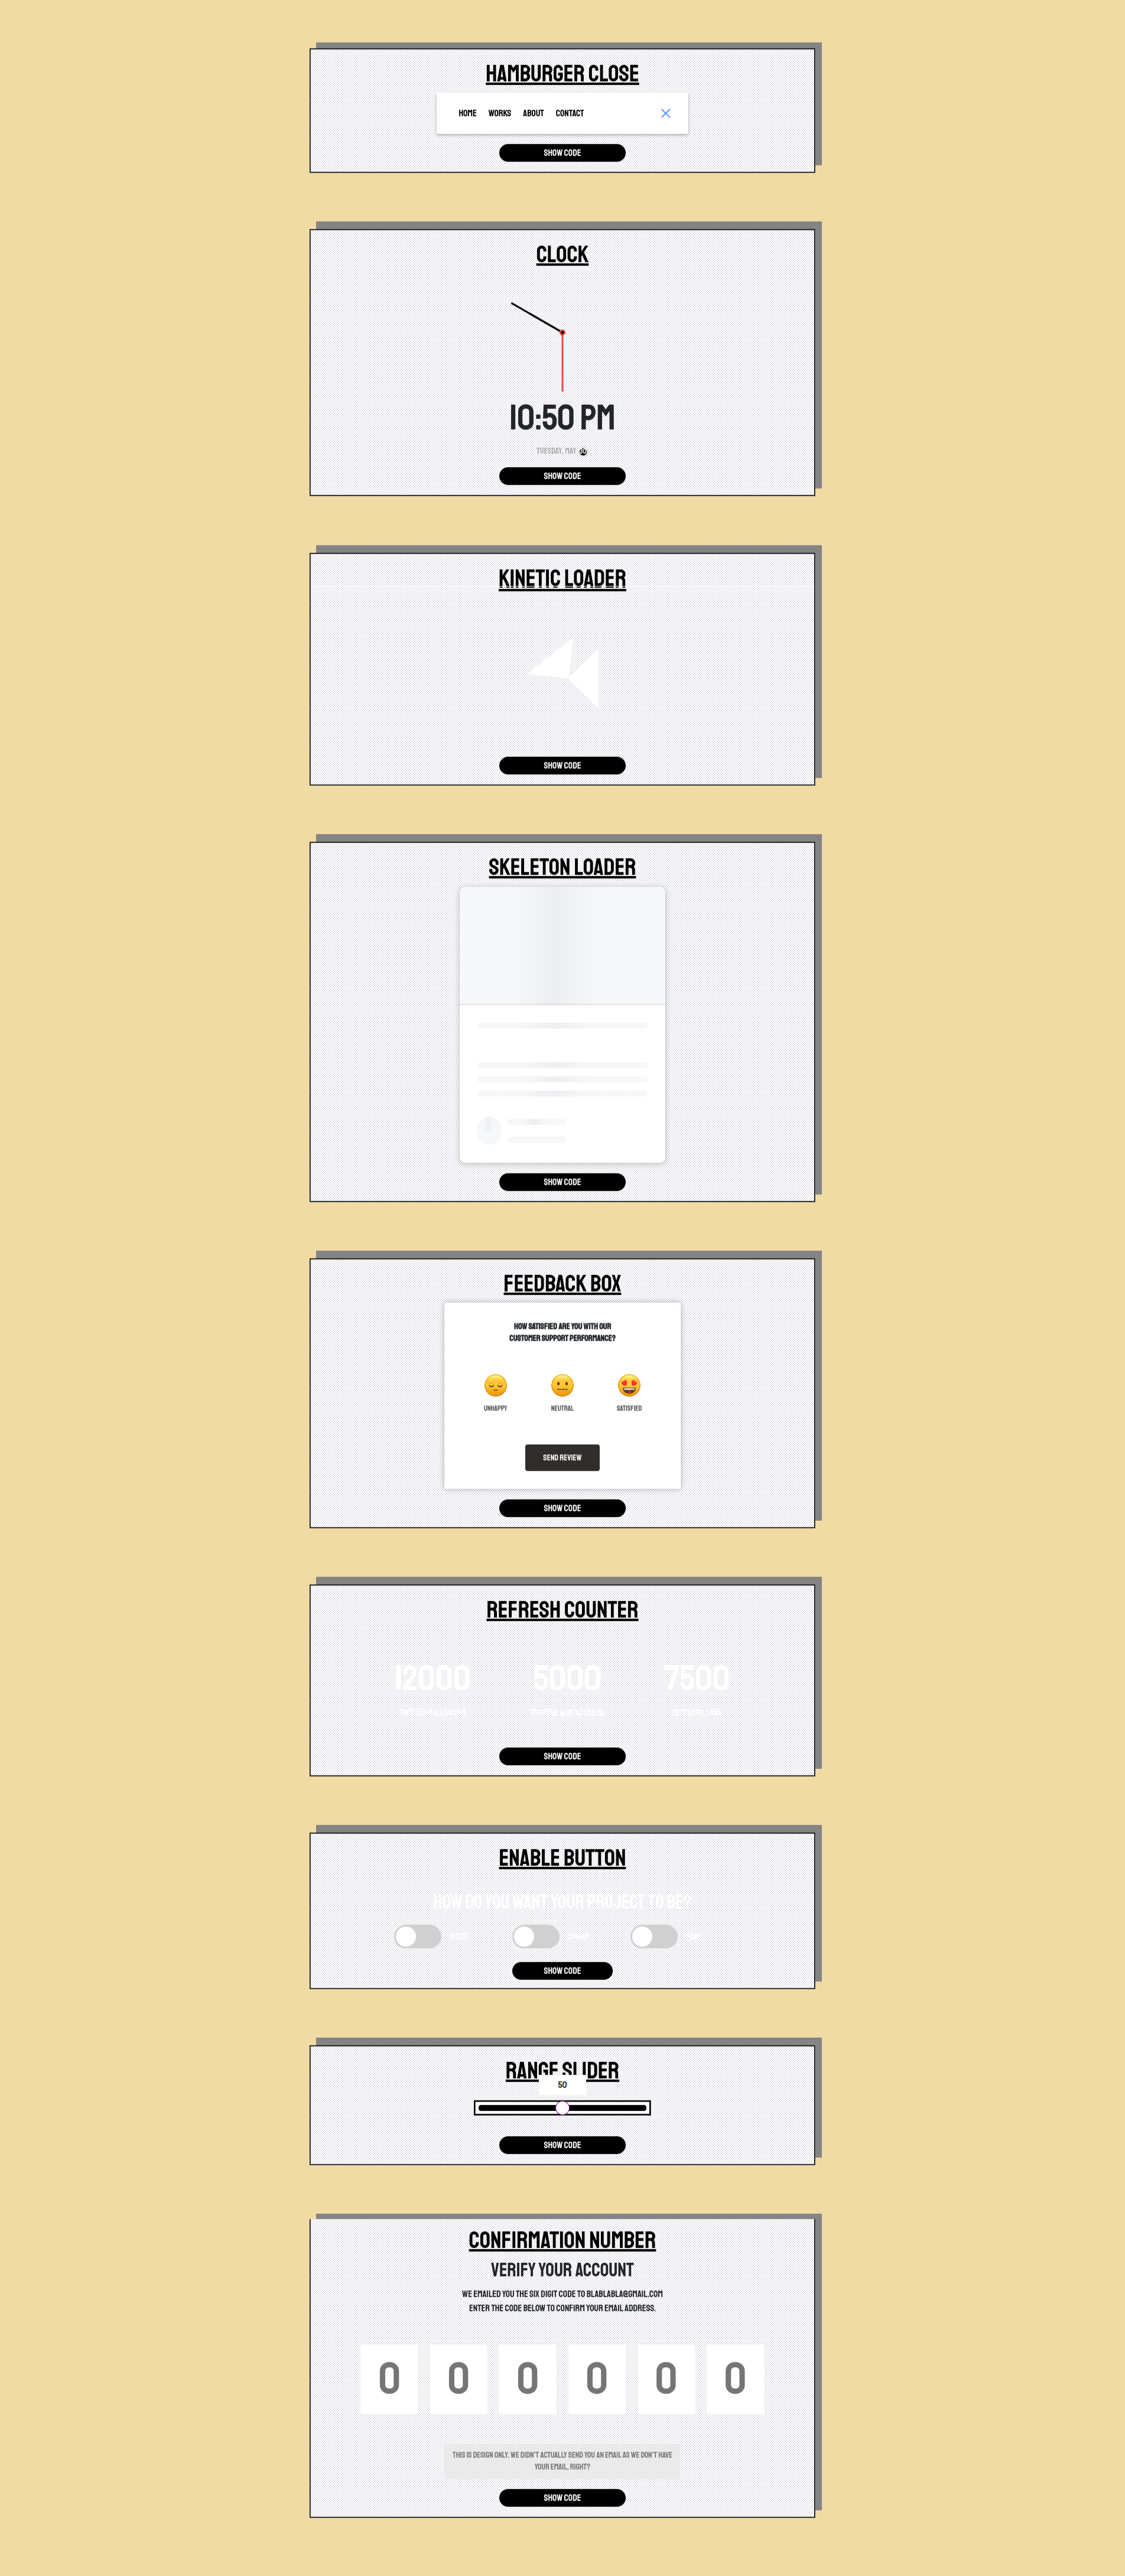 HAMBURGER CLOSE
HOME WORKS ABOUT CONTACT
SHOW CODE
CLOCK
10:50 PM
TUESDAY, MAY
SHOW CODE
KINETIC LOADER
SHOW CODE
SKELETON LOADER
SHOW CODE
FEEDBACK BOX
HOW SATISFIED ARE YOU WITH OUR
CUSTOMER SUPPORT PERFORMANCE?
UNHAPPY NEUTRAL SATISFIED
SEND REVIEW
SHOW CODE
REFRESH COUNTER
12000 5000 7500
SHOW CODE
ENABLE BUTTON
HOW DO YOU WANT YOUR PROJECT TO BE?
SHOW CODE
RANGE SLIDER
50
SHOW CODE
CONFIRMATION NUMBER
VERIFY YOUR ACCOUNT
WE EMAILED YOU THE SIX DIGIT CODE TO BLABLABLA@GMAIL.COM
ENTER THE CODE BELOW TO CONFIRM YOUR EMAIL ADDRESS.
0 0 0 0 0 0
THIS IS DESIGN ONLY. WE DIDN'T ACTUALLY SEND YOU AN EMAIL AS WE DON'T HAVE
YOUR EMAIL, RIGHT?
SHOW CODE